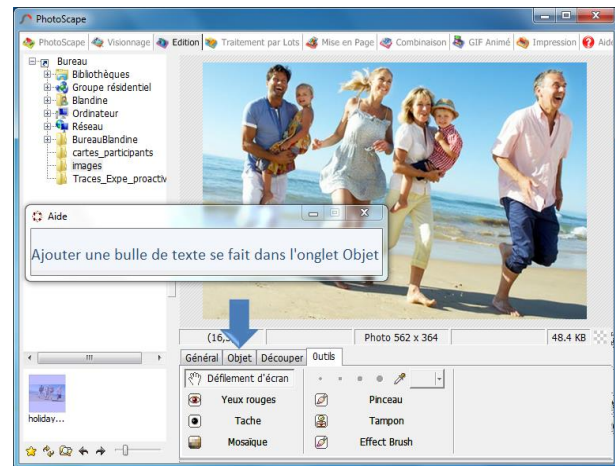 PhotoScape
PhotoScape Visionnage Edition Traitement par Lots Mise en Page Combinaison GIF Animé Impression Aide
Bureau
Bibliothèques
Groupe résidentiel
Blandine
Ordinateur
Réseau
BureauBlandine
cartes_participants
images
Traces_Expe_proactiv
Aide
Ajouter une bulle de texte se fait dans l'onglet Objet
Photo 562 x 364 48.4 KB
Général Objet Découper Outils
Défilement d'écran
Yeux rouges Pinceau
Tache Tampon
Mosaïque Effect Brush
holiday...